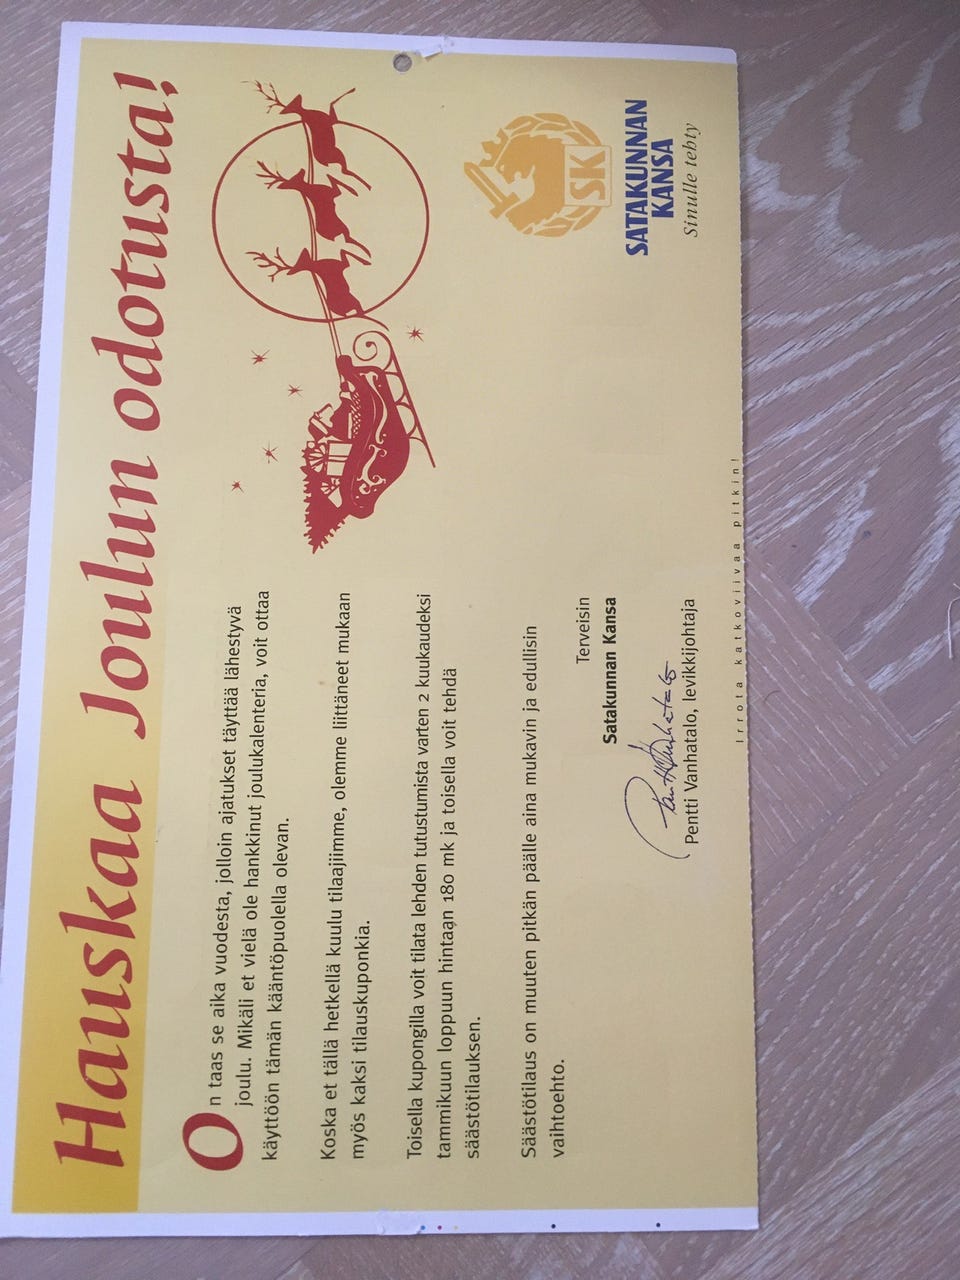 Hauskaa Joulun odotusta!
On taas se aika vuodesta, jolloin ajatukset täyttää lähestyvä
joulu. Mikäli et vielä ole hankkinut joulukalenteria, voit ottaa
käyttöön tämän kääntöpuolella olevan.
Koska et tällä hetkellä kuulu tilaajiimme, olemme liittäneet mukaan
myös kaksi tilauskuponkia.
Toisella kupongilla voit tilata lehden tutustumista varten 2 kuukaudeksi
tammikuun loppuun hintaan 180 mk ja toisella voit tehdä
säästötilauksen.
Säästötilaus on muuten pitkän päälle aina mukavin ja edullisin
vaihtoehto.
Terveisin
Satakunnan Kansa
Pentti Vanhatalo
Pentti Vanhatalo, levikkijohtaja
SK
SATAKUNNAN
KANSA
Sinulle tehty
Irrota katkoviivaa pitkin!